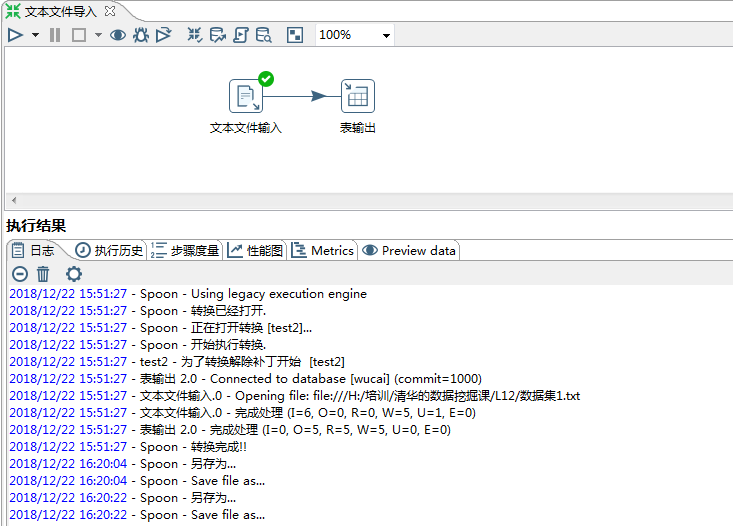 文本文件导入
100%
文本文件输入
表输出
执行结果
日志
执行历史
步骤度量
性能图
Metrics
Preview data
2018/12/22 15:51:27 - Spoon - Using legacy execution engine
2018/12/22 15:51:27 - Spoon - 转换已经打开.
2018/12/22 15:51:27 - Spoon - 正在打开转换 [test2]...
2018/12/22 15:51:27 - Spoon - 开始执行转换.
2018/12/22 15:51:27 - test2 - 为了转换解除补丁开始  [test2]
2018/12/22 15:51:27 - 表输出 2.0 - Connected to database [wucai] (commit=1000)
2018/12/22 15:51:27 - 文本文件输入.0 - Opening file: file:///H:/培训/清华的数据挖掘课/L12/数据集1.txt
2018/12/22 15:51:27 - 文本文件输入.0 - 完成处理 (I=6, O=0, R=0, W=5, U=1, E=0)
2018/12/22 15:51:27 - 表输出 2.0 - 完成处理 (I=0, O=5, R=5, W=5, U=0, E=0)
2018/12/22 15:51:27 - Spoon - 转换完成!!
2018/12/22 16:20:04 - Spoon - 另存为...
2018/12/22 16:20:04 - Spoon - Save file as...
2018/12/22 16:20:22 - Spoon - 另存为...
2018/12/22 16:20:22 - Spoon - Save file as...